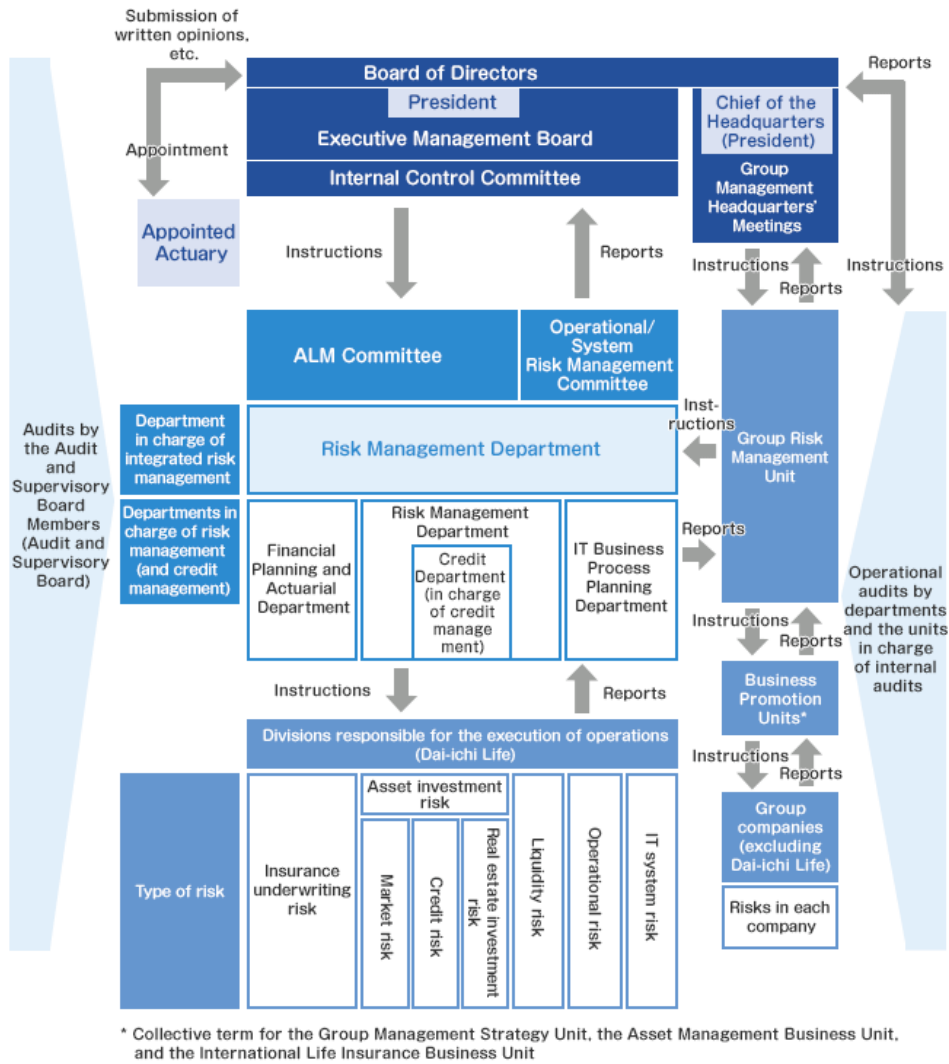 Submission of
written opinions,
etc.
Reports
Board of Directors
President
Executive Management Board
Internal Control Committee
Chief of the
Headquarters
(President)
Group
Management
Headquarters'
Meetings
Appointment
Appointed
Actuary
Instructions
Reports
Instructions
Reports
Instructions
ALM Committee
Operational/
System
Risk Management
Committee
Audits by
the Audit
and
Supervisory
Board
Members
(Audit and
Supervisory
Board)
Department
in charge of
integrated risk
management
Risk Management Department
Inst-
ructions
Group Risk
Management
Unit
Departments in
charge of risk
management
(and credit
management)
Financial
Planning and
Actuarial
Department
Risk Management
Department
Credit
Department
(in charge
of credit
manage
ment)
IT Business
Process
Planning
Department
Reports
Operational
audits by
departments
and the units
in charge
of internal
audits
Instructions
Reports
Business
Promotion
Units*
Instructions
Reports
Instructions
Reports
Divisions responsible for the execution of operations
(Dai-ichi Life)
Group
companies
(excluding
Dai-ichi Life)
Risks in each
company
Type of risk
Insurance
underwriting
risk
Asset investment
risk
Market risk
Credit risk
Real estate investment
risk
Liquidity risk
Operational risk
IT system risk
* Collective term for the Group Management Strategy Unit, the Asset Management Business Unit,
and the International Life Insurance Business Unit